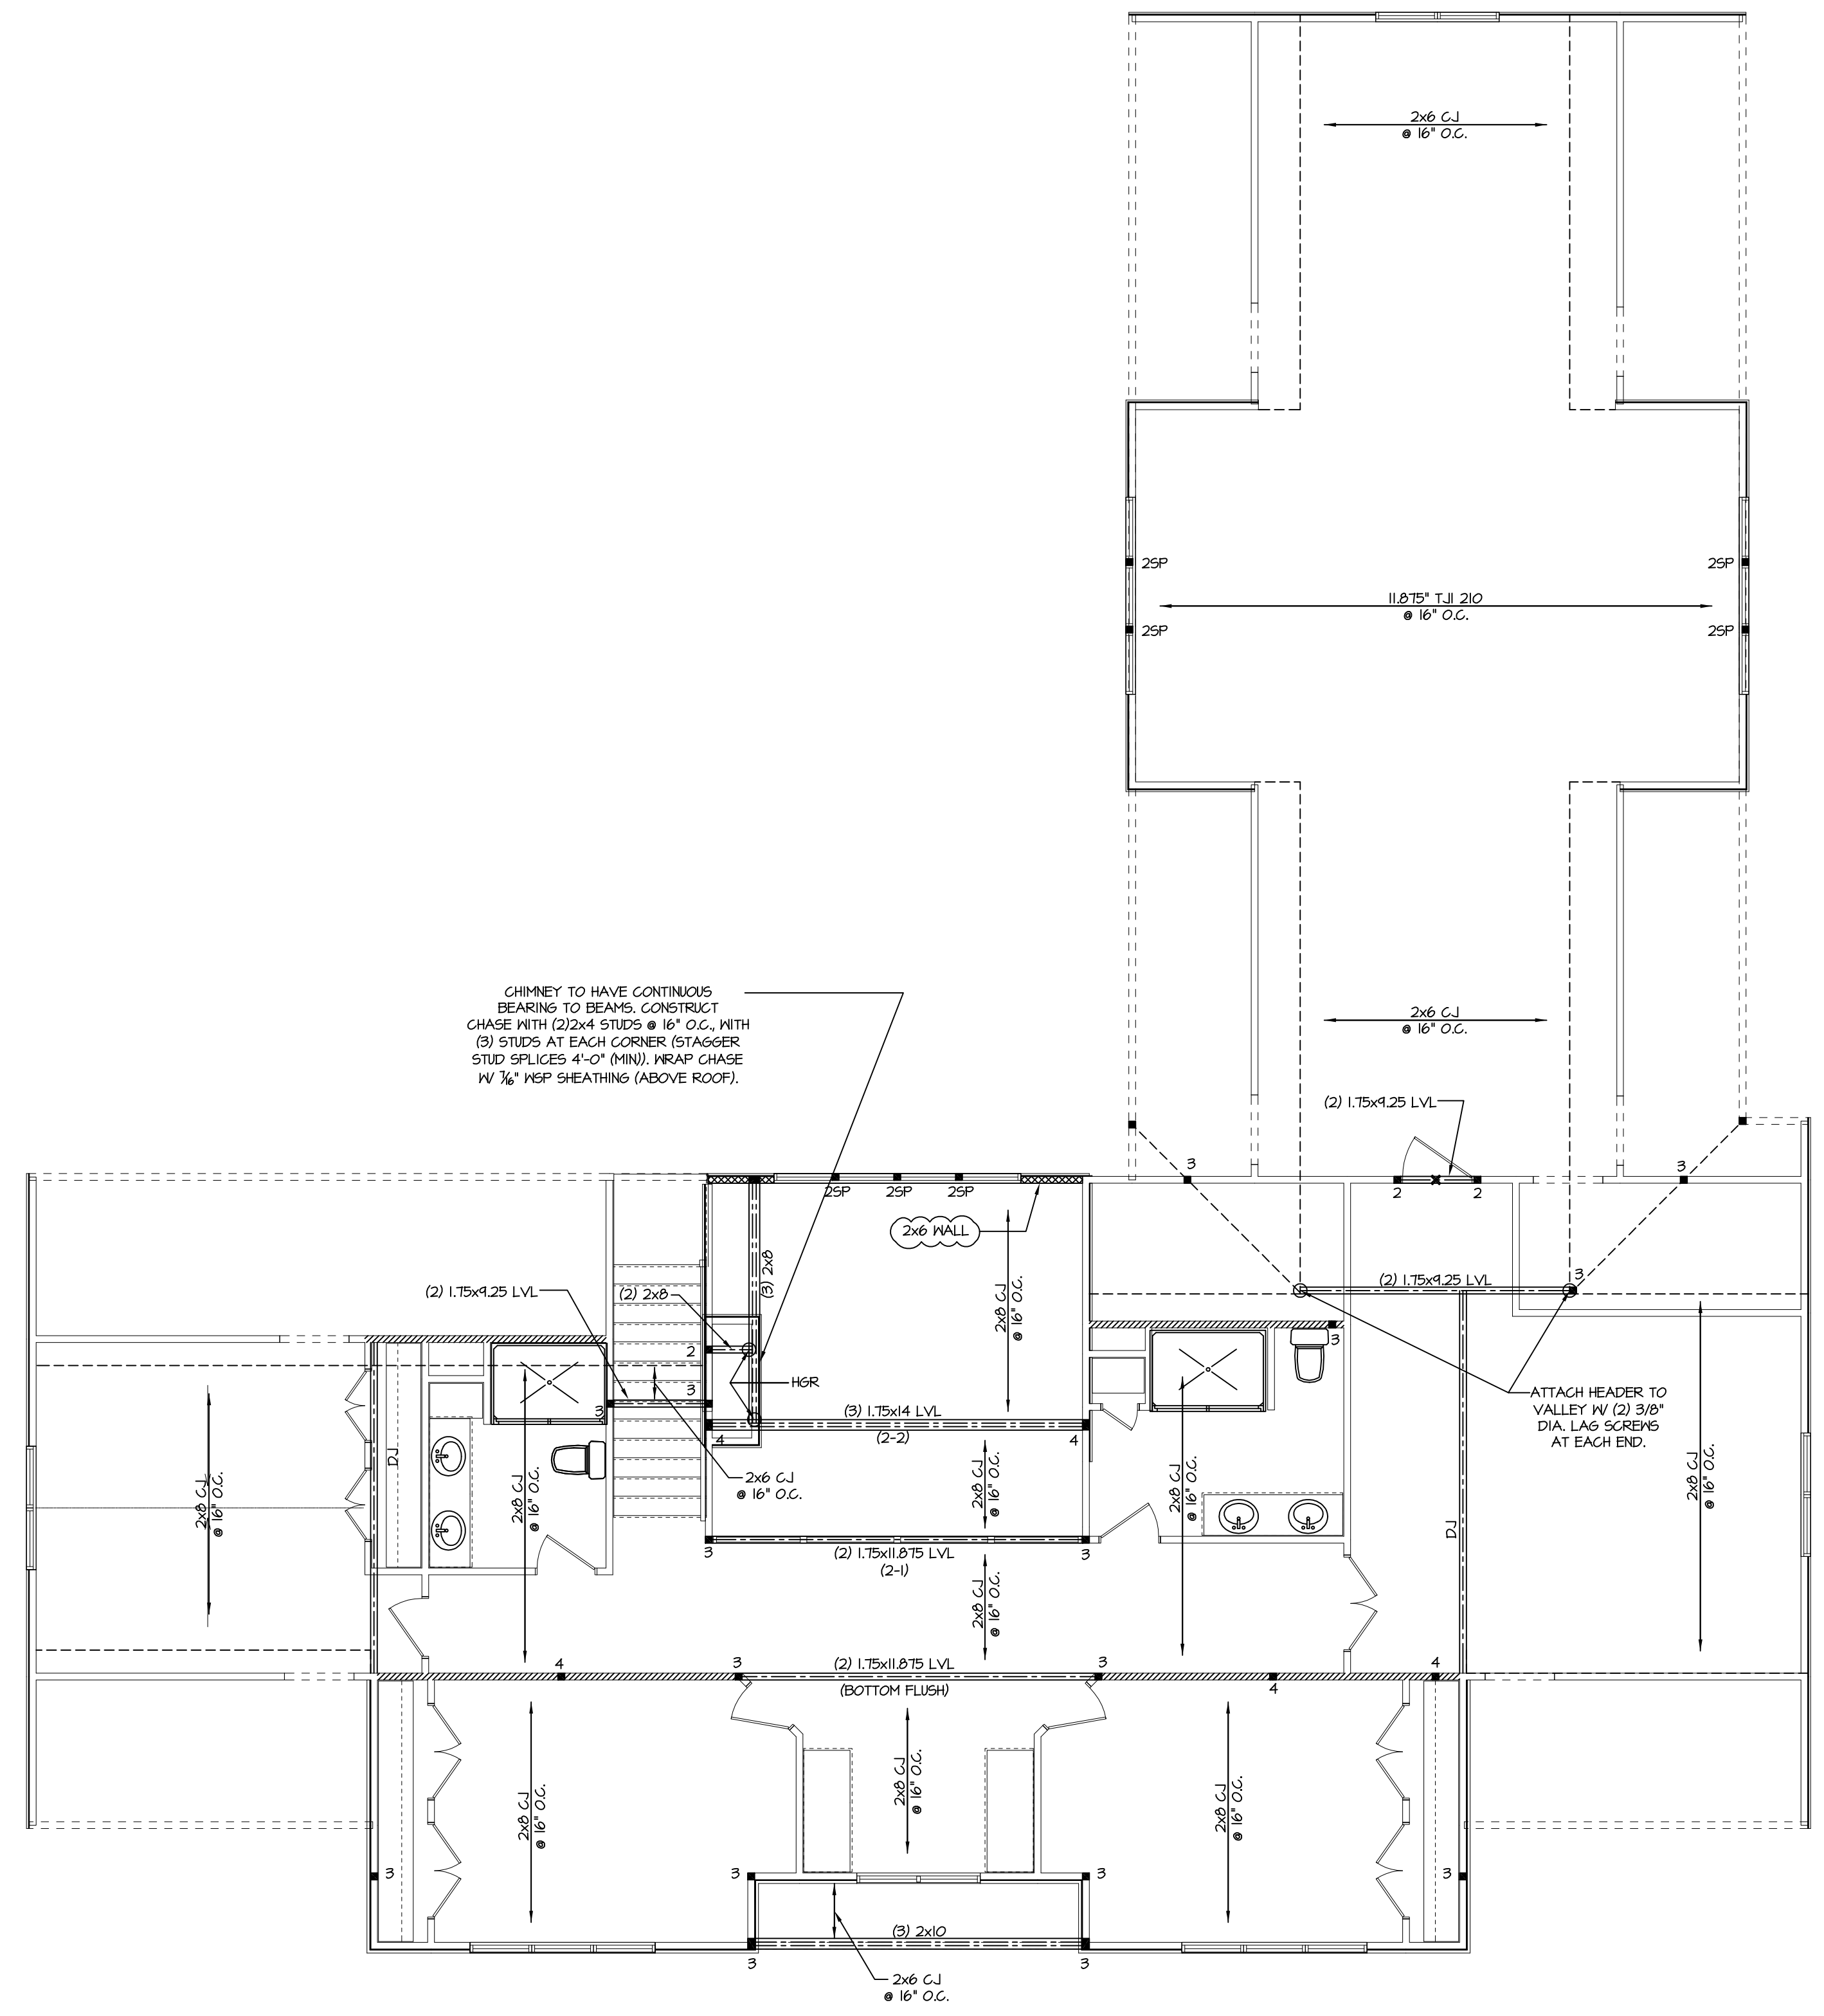 2x6 CJ
@ 16" O.C.
2SP
2SP
11.875" TJI 210
@ 16" O.C.
2SP
2SP
CHIMNEY TO HAVE CONTINUOUS
BEARING TO BEAMS. CONSTRUCT
CHASE WITH (2)2x4 STUDS @ 16" O.C., WITH
(3) STUDS AT EACH CORNER (STAGGER
STUD SPLICES 4'-0" (MIN)). WRAP CHASE
W/ 7/16" WSP SHEATHING (ABOVE ROOF).
2x6 CJ
@ 16" O.C.
(2) 1.75x9.25 LVL
3
3
2
2
2SP
2SP
2SP
2x6 WALL
(3) 2x8
2x8 CJ
@ 16" O.C.
(2) 1.75x9.25 LVL
3
(2) 1.75x9.25 LVL
(2) 2x8
2
3
3
HGR
3
ATTACH HEADER TO
VALLEY W/ (2) 3/8"
DIA. LAG SCREWS
AT EACH END.
(3) 1.75x14 LVL
(2-2)
4
4
DJ
2x8 CJ
@ 16" O.C.
2x8 CJ
@ 16" O.C.
2x6 CJ
@ 16" O.C.
2x8 CJ
@ 16" O.C.
2x8 CJ
@ 16" O.C.
DJ
2x8 CJ
@ 16" O.C.
3
3
(2) 1.75x11.875 LVL
(2-1)
2x8 CJ
@ 16" O.C.
4
3
(2) 1.75x11.875 LVL
(BOTTOM FLUSH)
3
4
4
2x8 CJ
@ 16" O.C.
2x8 CJ
@ 16" O.C.
2x8 CJ
@ 16" O.C.
3
3
3
3
(3) 2x10
3
3
2x6 CJ
@ 16" O.C.